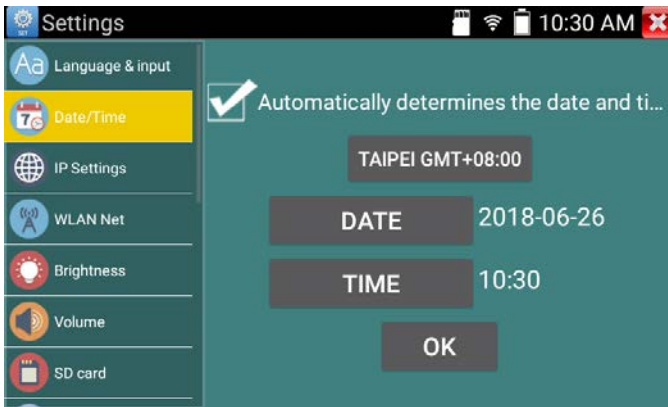 Settings
10:30 AM
Language & input
Date/Time
IP Settings
WLAN Net
Brightness
Volume
SD card
Automatically determines the date and ti...
TAIPEI GMT+08:00
DATE 2018-06-26
TIME 10:30
OK